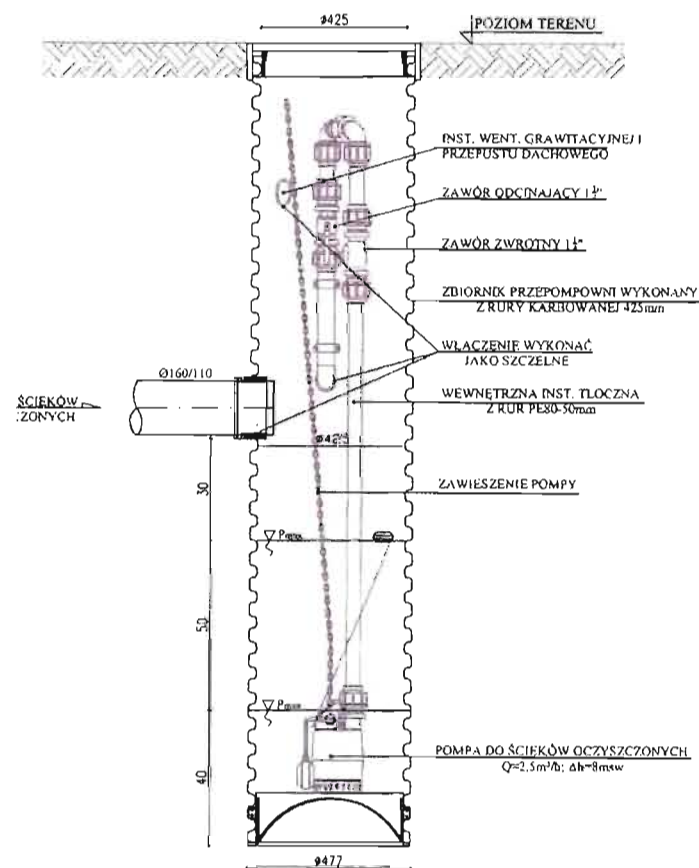 ø425
POZIOM TERENU
INST. WENT. GRAWITACYJNEJ I
PRZEPUSTU DACHOWEGO
ZAWÓR ODCINAJĄCY 1½"
ZAWÓR ZWROTNY 1½"
ZBIORNIK PRZEPOMPOWNI WYKONANY
Z RURY KARBOWANEJ 425mm
WŁĄCZENIE WYKONAĆ
JAKO SZCZELNE
Ø160/110
ŚCIEKÓW
ZONYCH
WEWNĘTRZNA INST. TŁOCZNA
Z RUR PE80-50mm
ZAWIESZENIE POMPY
30
50
40
POMPA DO ŚCIEKÓW OCZYSZCZONYCH
Q=2,5m³/h; Δh=8msw
ø477